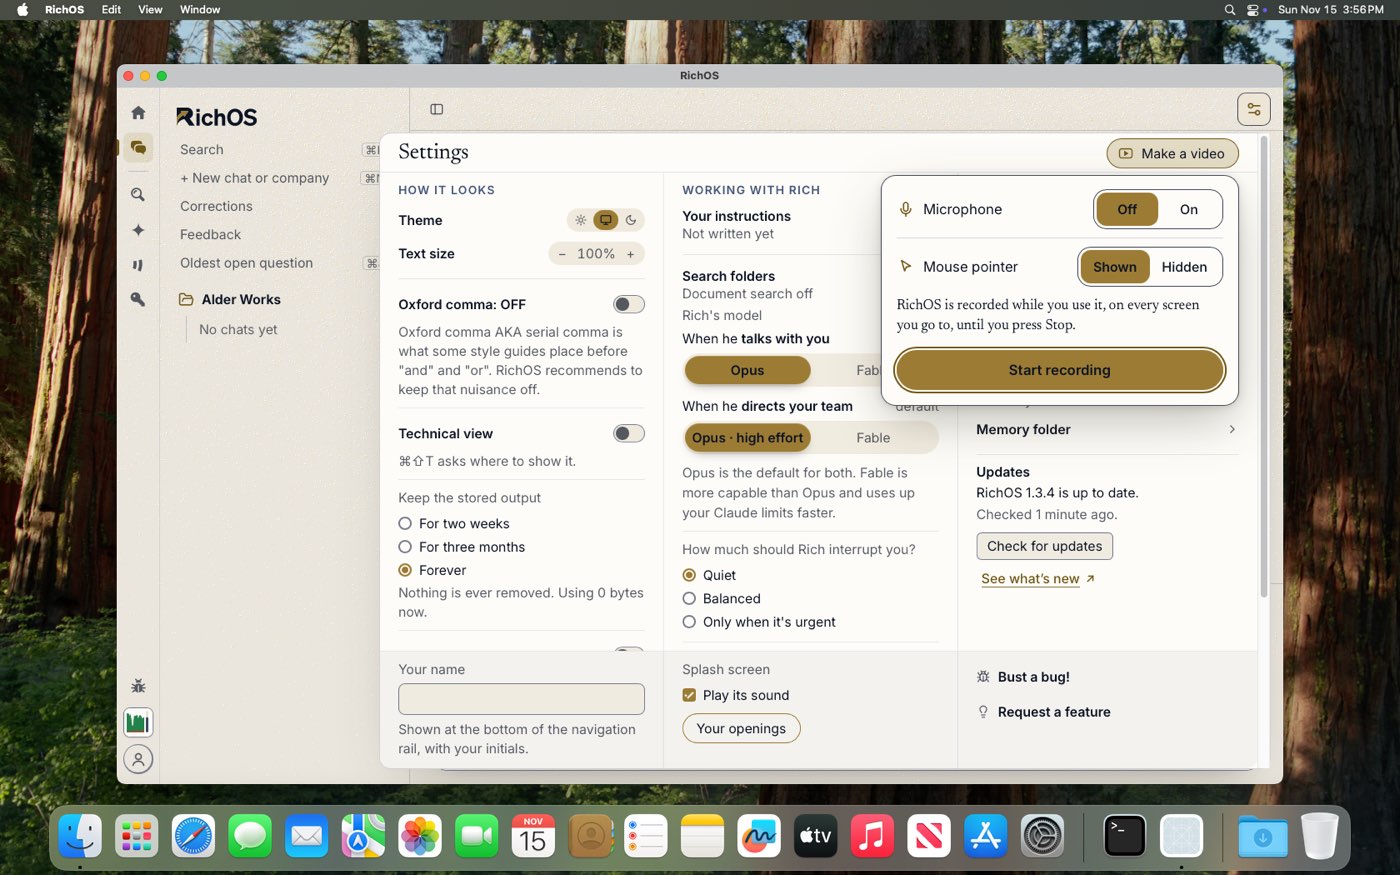 RichOS Edit View Window
Sun Nov 15 3:56 PM
RichOS
RichOS
Search
+ New chat or company
Corrections
Feedback
Oldest open question
Alder Works
No chats yet
Settings
Make a video
HOW IT LOOKS
Theme
Text size
− 100% +
Oxford comma: OFF
Oxford comma AKA serial comma is
what some style guides place before
"and" and "or". RichOS recommends to
keep that nuisance off.
Technical view
⌘⇧T asks where to show it.
Keep the stored output
For two weeks
For three months
Forever
Nothing is ever removed. Using 0 bytes
now.
Your name
Shown at the bottom of the navigation
rail, with your initials.
WORKING WITH RICH
Your instructions
Not written yet
Search folders
Document search off
Rich's model
When he talks with you
Opus
When he directs your team default
Opus · high effort Fable
Opus is the default for both. Fable is
more capable than Opus and uses up
your Claude limits faster.
How much should Rich interrupt you?
Quiet
Balanced
Only when it's urgent
Splash screen
Play its sound
Your openings
Microphone Off On
Mouse pointer Shown Hidden
RichOS is recorded while you use it, on every screen
you go to, until you press Stop.
Start recording
Memory folder
Updates
RichOS 1.3.4 is up to date.
Checked 1 minute ago.
Check for updates
See what's new ↗
Bust a bug!
Request a feature
NOV
15
tv
>_